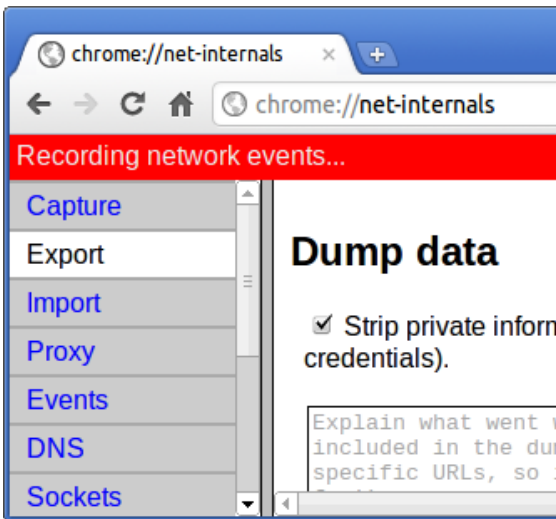 chrome://net-internals
chrome://net-internals
Recording network events...
Capture
Export
Import
Proxy
Events
DNS
Sockets
Dump data
Strip private inform
credentials).
Explain what went w
included in the dum
specific URLs, so